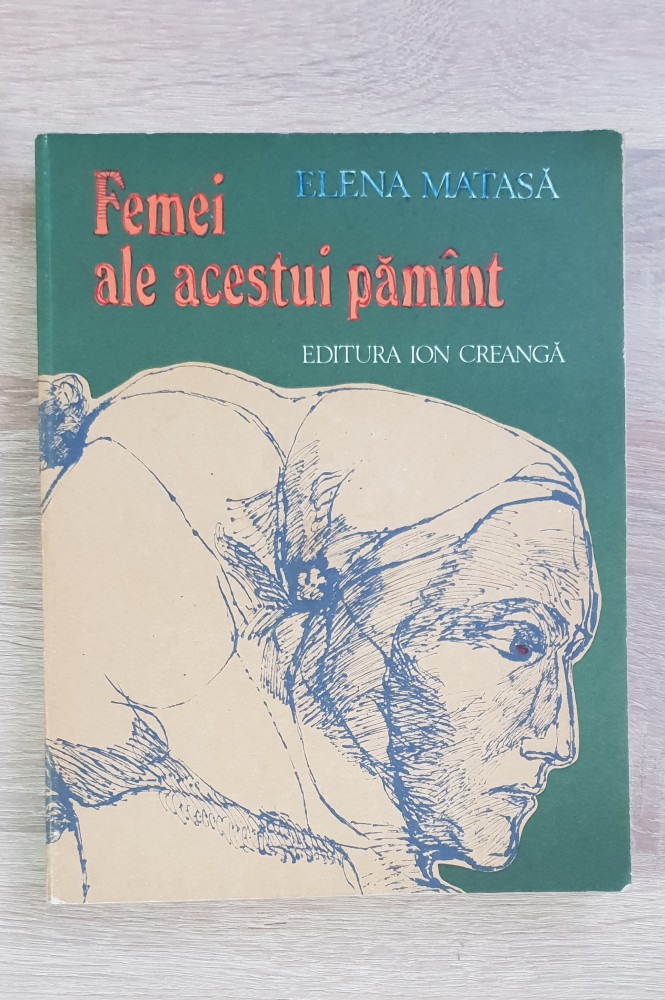 Femei
ELENA MATASĂ
ale acestui pămînt
EDITURA ION CREANGĂ